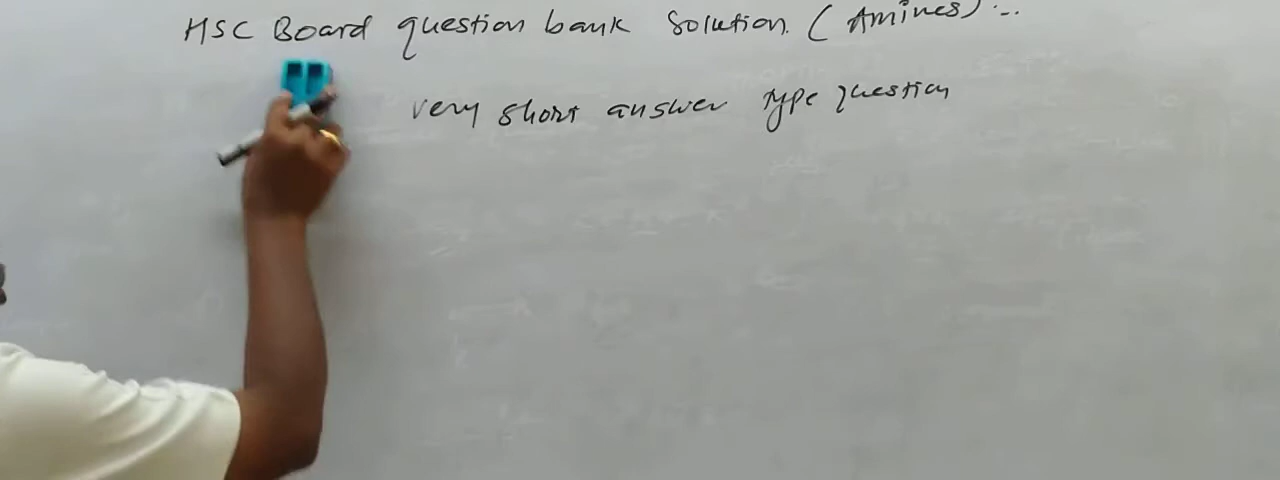 HSC Board question bank Solution. (Amines)...
very short answer type question